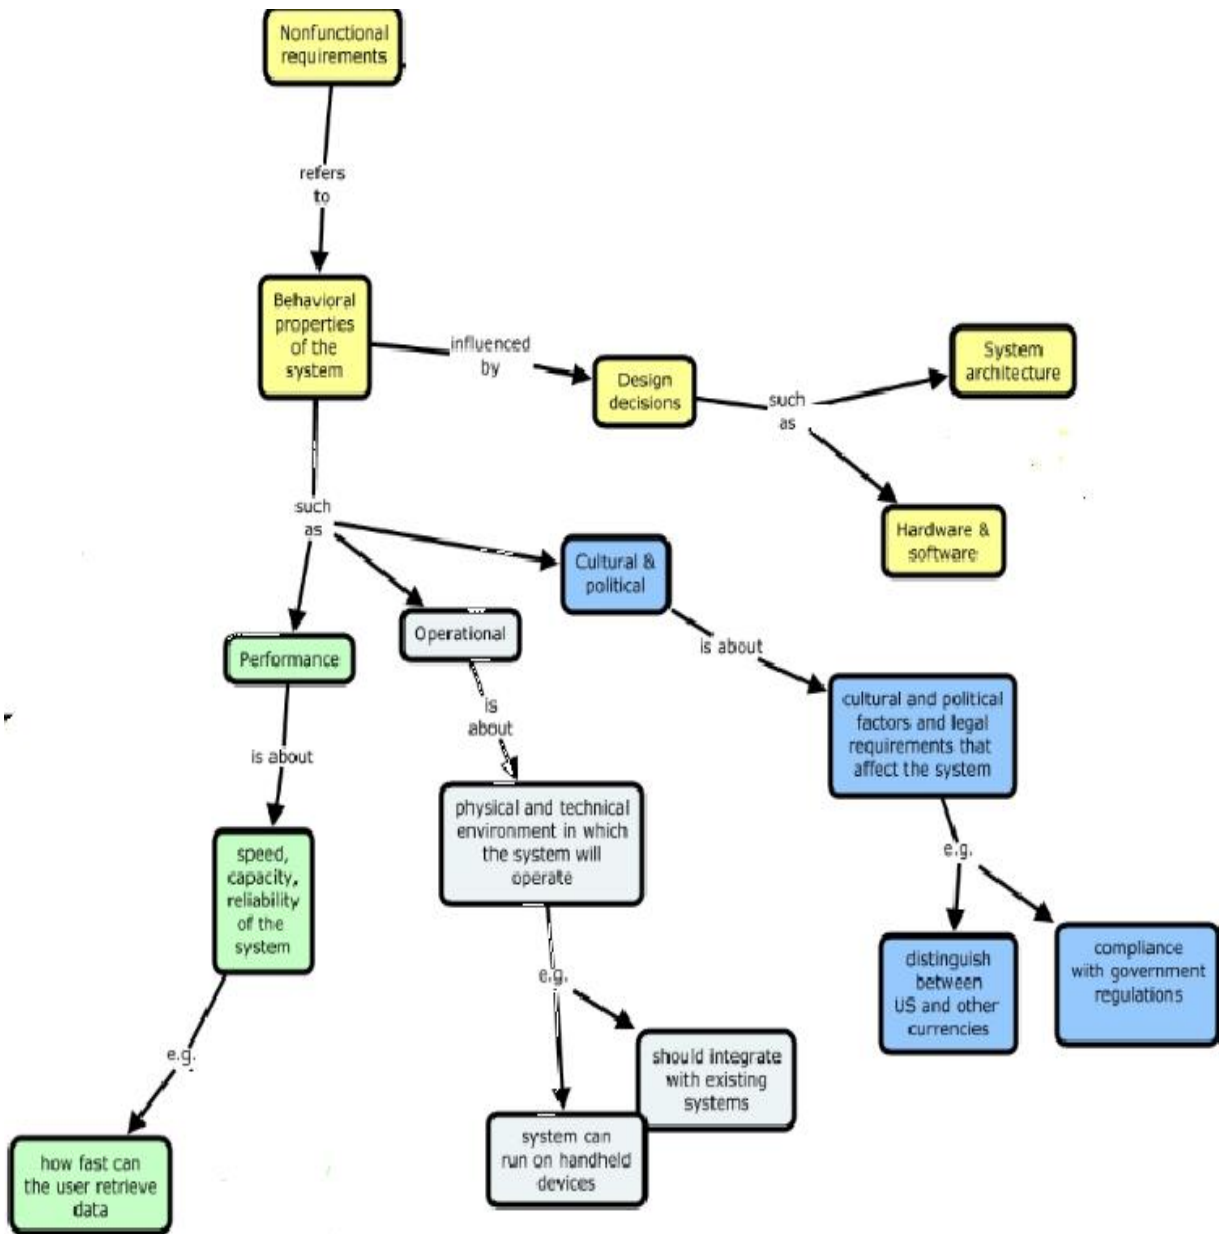 Nonfunctional
requirements
refers
to
Behavioral
properties
of the
system
influenced
by
Design
decisions
such
as
System
architecture
Hardware &
software
such
as
Cultural &
political
Operational
Performance
is about
cultural and political
factors and legal
requirements that
affect the system
is
about
is about
physical and technical
environment in which
the system will
operate
speed,
capacity,
reliability
of the
system
e.g.
distinguish
between
US and other
currencies
compliance
with government
regulations
e.g.
should integrate
with existing
systems
system can
run on handheld
devices
e.g.
how fast can
the user retrieve
data